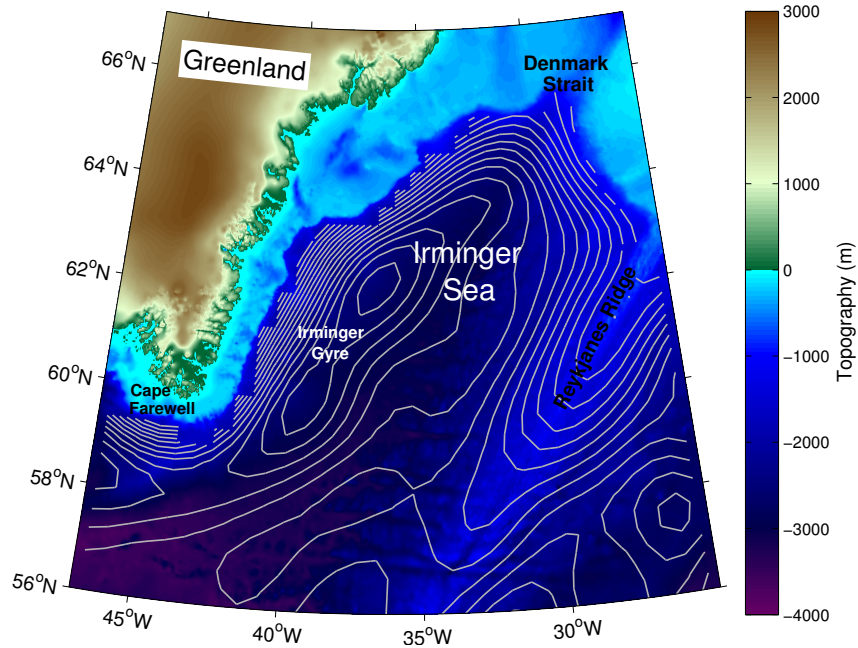 66°N
64°N
62°N
60°N
58°N
56°N
45°W
40°W
35°W
30°W
Greenland
Denmark
Strait
Irminger
Sea
Irminger
Gyre
Reykjanes Ridge
Cape
Farewell
3000
2000
1000
0
−1000
−2000
−3000
−4000
Topography (m)